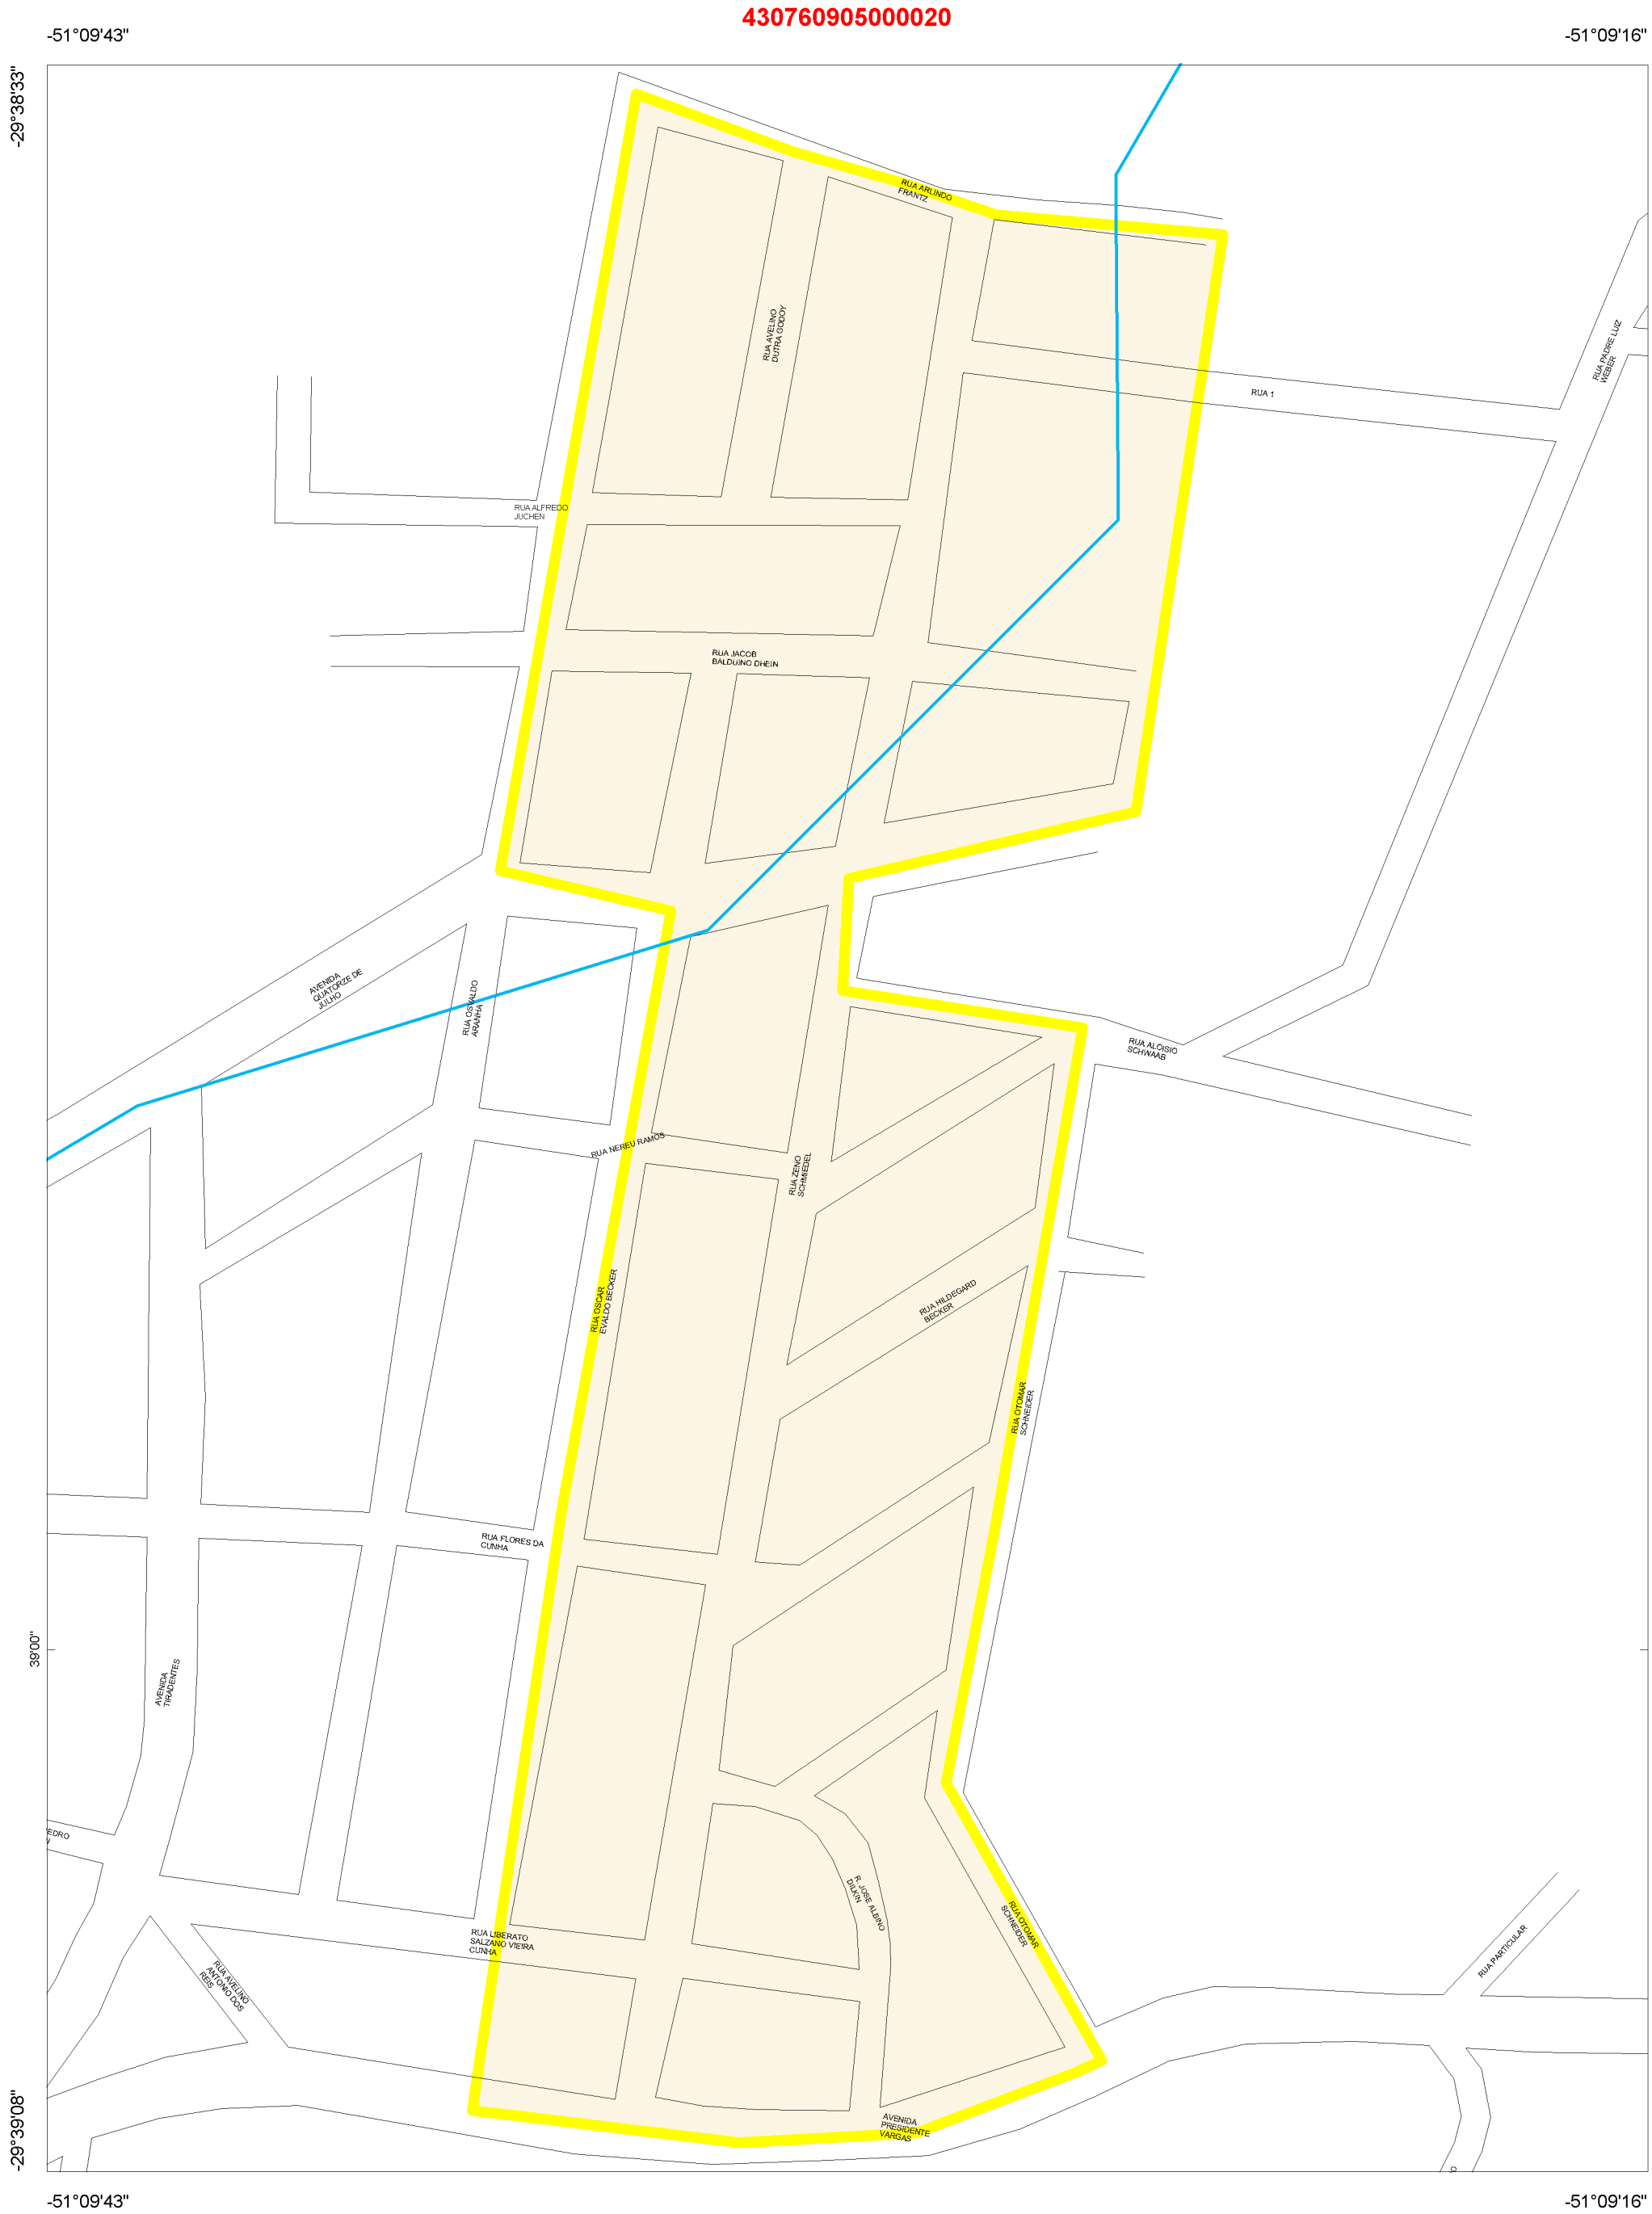 430760905000020
-51°09'43"
-51°09'16"
-29°38'33"
RUA ARLINDO
FRANTZ
RUA AVELINO
DUTRA GODOY
RUA PADRE LUIZ
WEBER
RUA 1
RUA ALFREDO
JUCHEN
RUA JACOB
BALDUINO DHEIN
AVENIDA
QUATORZE DE
JULHO
RUA OSVALDO
ARANHA
RUA ALOISIO
SCHWAAB
RUA NEREU RAMOS
RUA ZENO
SCHMIEDEL
RUA OSCAR
EVALDO BECKER
RUA HILDEGARD
BECKER
RUA OTOMAR
SCHNEIDER
RUA FLORES DA
CUNHA
39'00"
AVENIDA
TIRADENTES
EDRO
N
R. JOSE ALBINO
DILKIN
RUA OTOMAR
SCHNEIDER
RUA LIBERATO
SALZANO VIEIRA
CUNHA
RUA PARTICULAR
RUA AVELINO
ANTONIO DOS
REIS
AVENIDA
PRESIDENTE
VARGAS
-29°39'08"
-51°09'43"
-51°09'16"